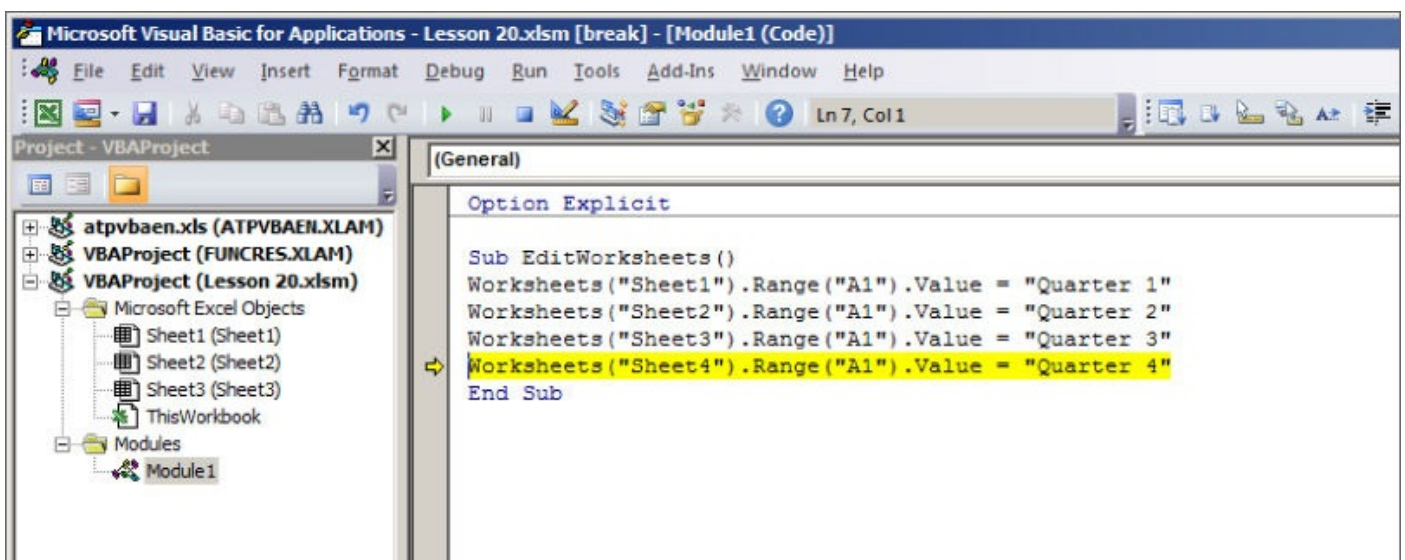 Microsoft Visual Basic for Applications - Lesson 20.xlsm [break] - [Module1 (Code)]
File Edit View Insert Format Debug Run Tools Add-Ins Window Help
Ln 7, Col 1
Project - VBAProject
(General)
atpvbaen.xls (ATPVBAEN.XLAM)
VBAProject (FUNCRES.XLAM)
VBAProject (Lesson 20.xlsm)
Microsoft Excel Objects
Sheet1 (Sheet1)
Sheet2 (Sheet2)
Sheet3 (Sheet3)
ThisWorkbook
Modules
Module1
Option Explicit
Sub EditWorksheets()
Worksheets("Sheet1").Range("A1").Value = "Quarter 1"
Worksheets("Sheet2").Range("A1").Value = "Quarter 2"
Worksheets("Sheet3").Range("A1").Value = "Quarter 3"
Worksheets("Sheet4").Range("A1").Value = "Quarter 4"
End Sub